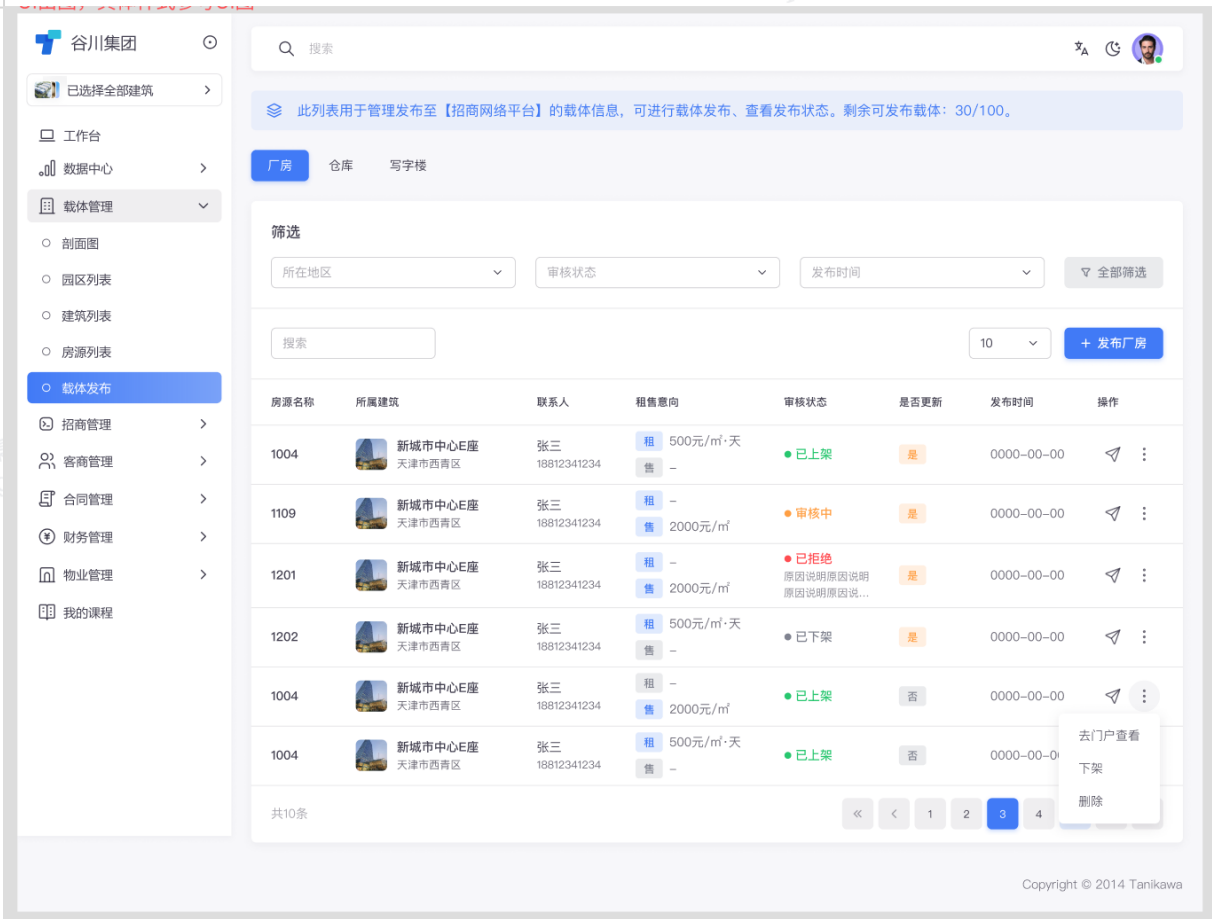 谷川集团
已选择全部建筑
工作台
数据中心
载体管理
剖面图
园区列表
建筑列表
房源列表
载体发布
招商管理
客商管理
合同管理
财务管理
物业管理
我的课程
搜索
此列表用于管理发布至【招商网络平台】的载体信息，可进行载体发布、查看发布状态。剩余可发布载体：30/100。
厂房 仓库 写字楼
筛选
所在地区 审核状态 发布时间 全部筛选
搜索 10 + 发布厂房
房源名称 所属建筑 联系人 租售意向 审核状态 是否更新 发布时间 操作
1004 新城市中心E座 天津市西青区 张三 18812341234 租 500元/㎡·天 售 – 已上架 是 0000-00-00
1109 新城市中心E座 天津市西青区 张三 18812341234 租 – 售 2000元/㎡ 审核中 是 0000-00-00
1201 新城市中心E座 天津市西青区 张三 18812341234 租 – 售 2000元/㎡ 已拒绝 原因说明原因说明原因说明原因说... 是 0000-00-00
1202 新城市中心E座 天津市西青区 张三 18812341234 租 500元/㎡·天 售 – 已下架 是 0000-00-00
1004 新城市中心E座 天津市西青区 张三 18812341234 租 – 售 2000元/㎡ 已上架 否 0000-00-00
1004 新城市中心E座 天津市西青区 张三 18812341234 租 500元/㎡·天 售 – 已上架 否 0000-00-0
去门户查看
下架
删除
共10条 « < 1 2 3 4
Copyright © 2014 Tanikawa